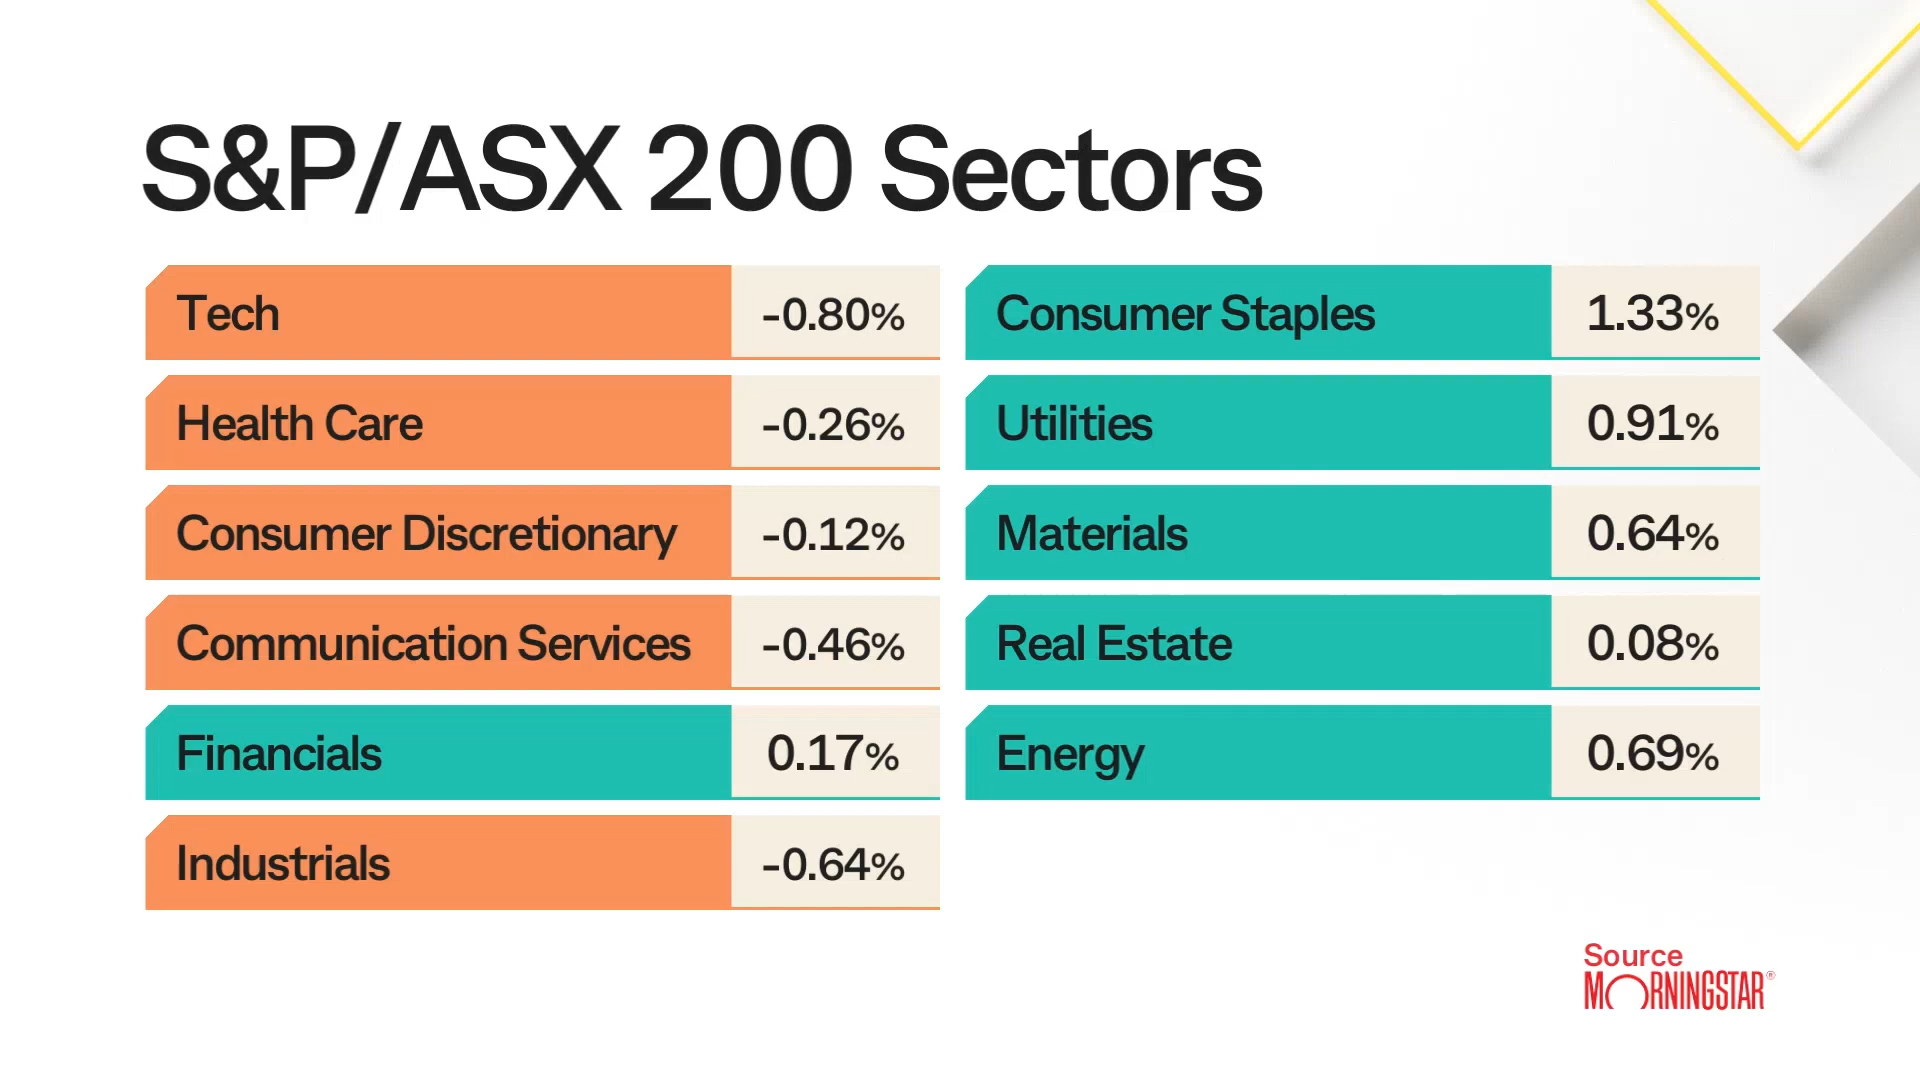 S&P/ASX 200 Sectors
Tech -0.80%
Health Care -0.26%
Consumer Discretionary -0.12%
Communication Services -0.46%
Financials 0.17%
Industrials -0.64%
Consumer Staples 1.33%
Utilities 0.91%
Materials 0.64%
Real Estate 0.08%
Energy 0.69%
Source
MORNINGSTAR®